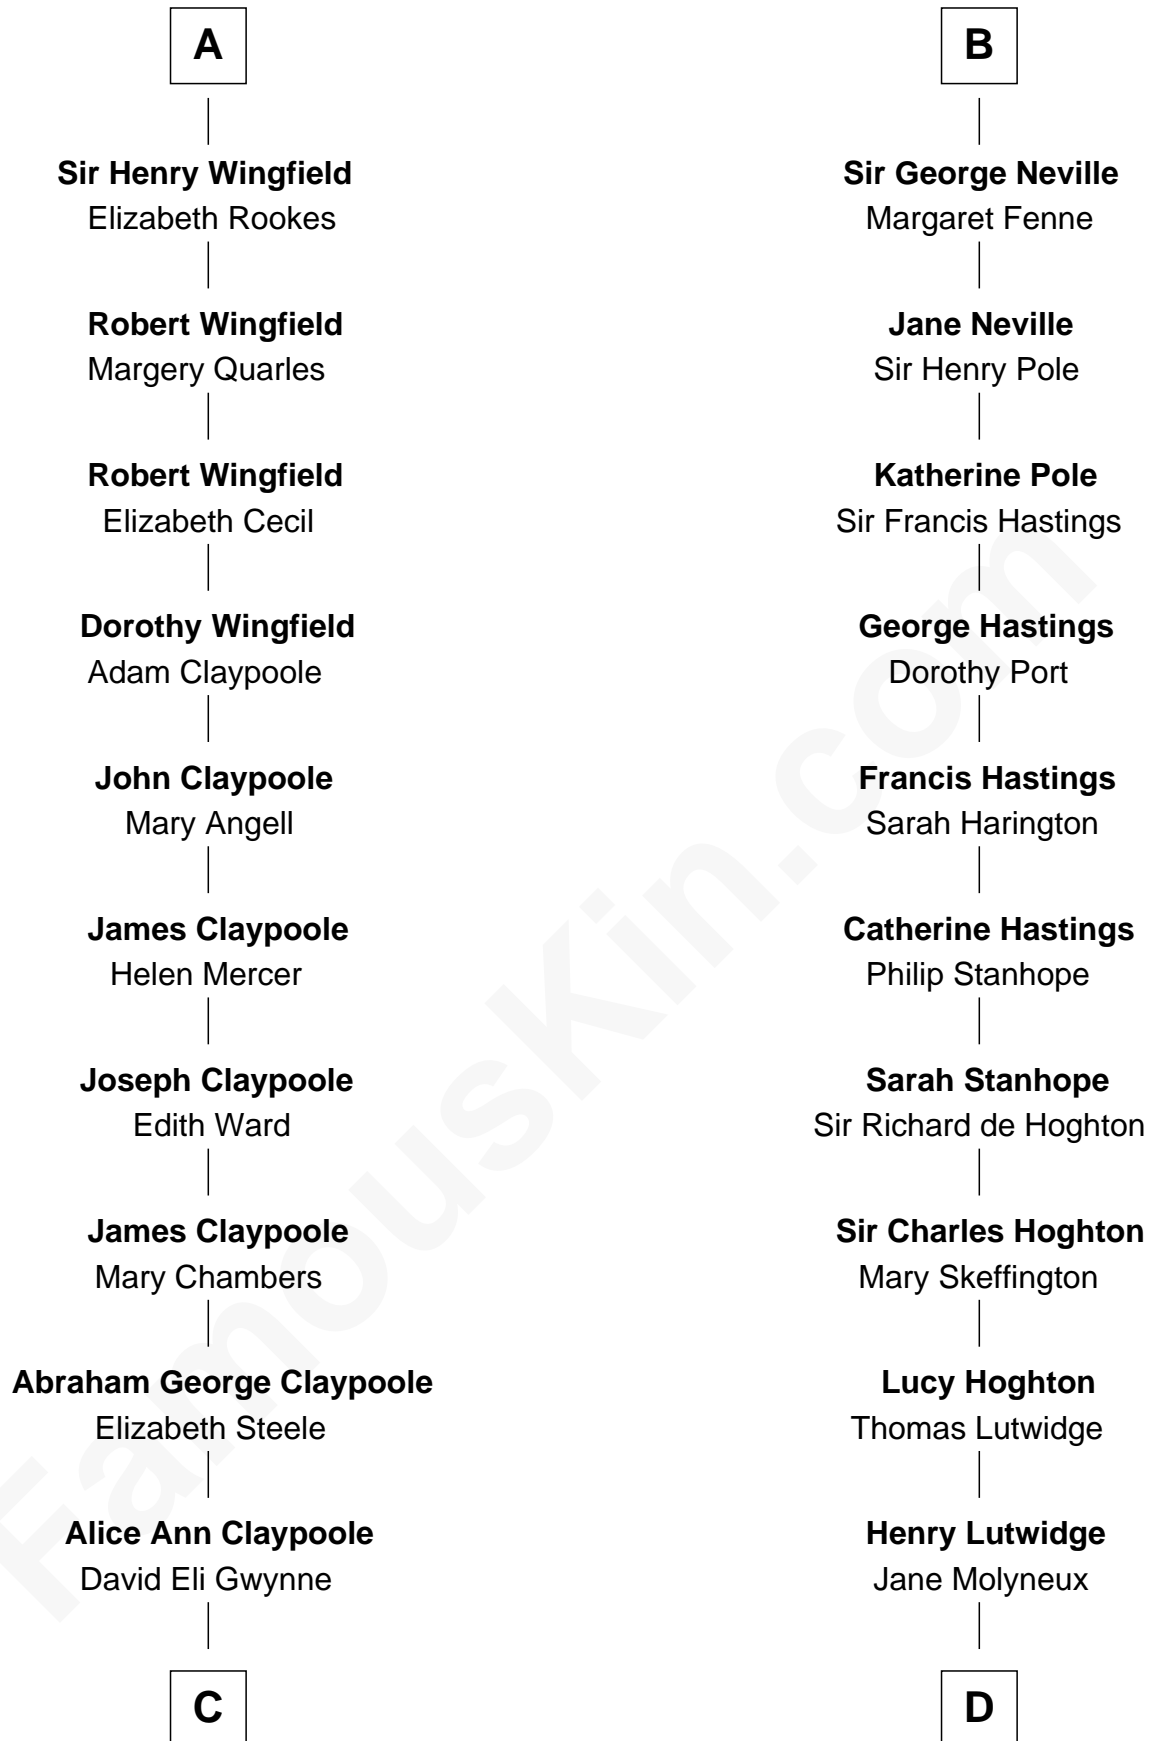 A
Sir Henry Wingfield
Elizabeth Rookes
Robert Wingfield
Margery Quarles
Robert Wingfield
Elizabeth Cecil
Dorothy Wingfield
Adam Claypoole
John Claypoole
Mary Angell
James Claypoole
Helen Mercer
Joseph Claypoole
Edith Ward
James Claypoole
Mary Chambers
Abraham George Claypoole
Elizabeth Steele
Alice Ann Claypoole
David Eli Gwynne
C
B
Sir George Neville
Margaret Fenne
Jane Neville
Sir Henry Pole
Katherine Pole
Sir Francis Hastings
George Hastings
Dorothy Port
Francis Hastings
Sarah Harington
Catherine Hastings
Philip Stanhope
Sarah Stanhope
Sir Richard de Hoghton
Sir Charles Hoghton
Mary Skeffington
Lucy Hoghton
Thomas Lutwidge
Henry Lutwidge
Jane Molyneux
D
FamousKin.com